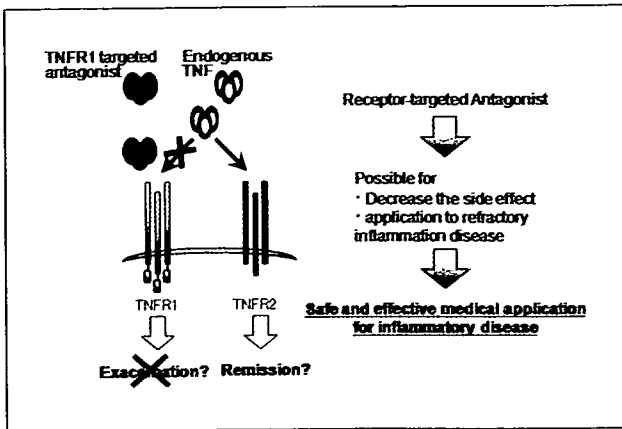 TNFR1 targeted
antagonist
Endogenous
TNF
TNFR1
TNFR2
Exacerbation?
Remission?
Receptor-targeted Antagonist
Possible for
・Decrease the side effect
・application to refractory
inflammation disease
Safe and effective medical application
for inflammatory disease